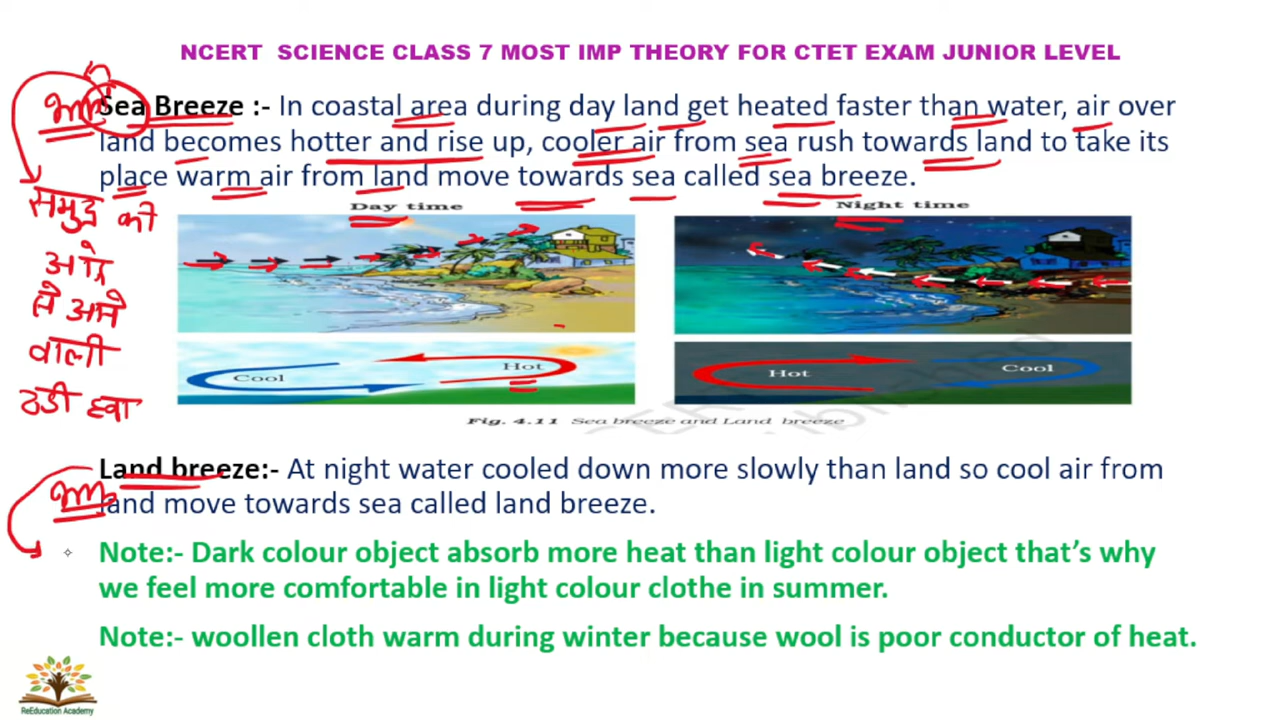 NCERT SCIENCE CLASS 7 MOST IMP THEORY FOR CTET EXAM JUNIOR LEVEL
Sea Breeze :- In coastal area during day land get heated faster than water, air over
land becomes hotter and rise up, cooler air from sea rush towards land to take its
place warm air from land move towards sea called sea breeze.
समुद्र की
ओर
से आने
वाली
ठंडी हवा
Day time
Night time
Cool
Hot
Hot
Cool
Fig. 4.11 Sea breeze and Land breeze
Land breeze:- At night water cooled down more slowly than land so cool air from
land move towards sea called land breeze.
Note:- Dark colour object absorb more heat than light colour object that's why
we feel more comfortable in light colour clothe in summer.
Note:- woollen cloth warm during winter because wool is poor conductor of heat.
ReEducation Academy